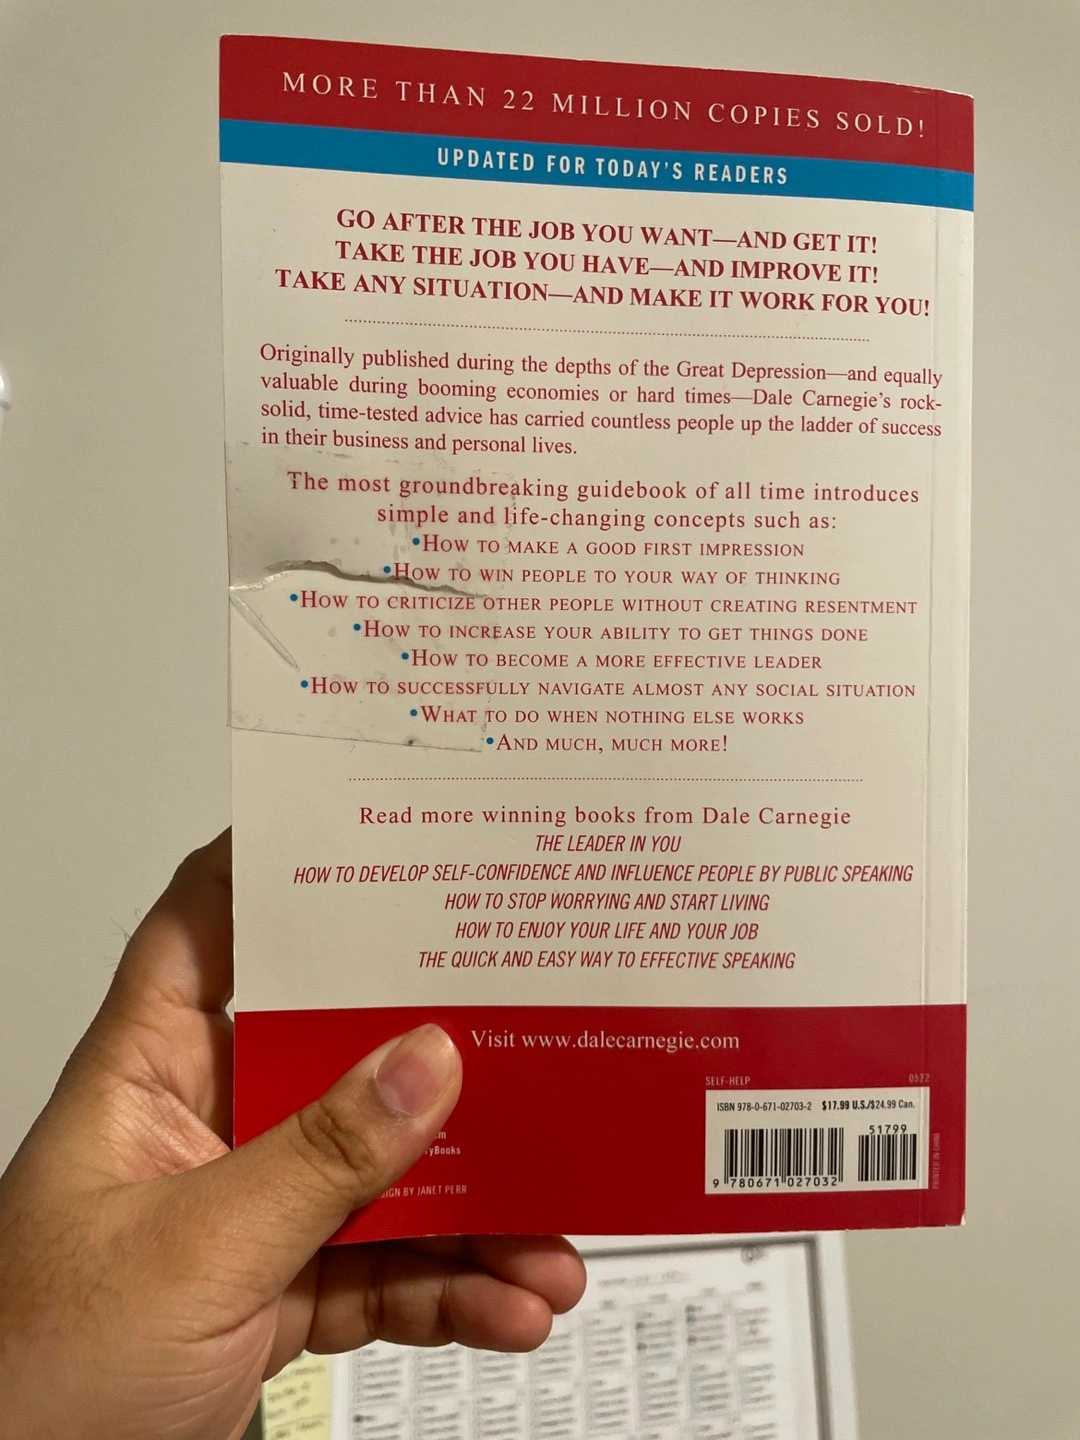 MORE THAN 22 MILLION COPIES SOLD!
UPDATED FOR TODAY'S READERS
GO AFTER THE JOB YOU WANT—AND GET IT!
TAKE THE JOB YOU HAVE—AND IMPROVE IT!
TAKE ANY SITUATION—AND MAKE IT WORK FOR YOU!
Originally published during the depths of the Great Depression—and equally
valuable during booming economies or hard times—Dale Carnegie's rock-
solid, time-tested advice has carried countless people up the ladder of success
in their business and personal lives.
The most groundbreaking guidebook of all time introduces
simple and life-changing concepts such as:
•HOW TO MAKE A GOOD FIRST IMPRESSION
•HOW TO WIN PEOPLE TO YOUR WAY OF THINKING
•HOW TO CRITICIZE OTHER PEOPLE WITHOUT CREATING RESENTMENT
•HOW TO INCREASE YOUR ABILITY TO GET THINGS DONE
•HOW TO BECOME A MORE EFFECTIVE LEADER
•HOW TO SUCCESSFULLY NAVIGATE ALMOST ANY SOCIAL SITUATION
•WHAT TO DO WHEN NOTHING ELSE WORKS
•AND MUCH, MUCH MORE!
Read more winning books from Dale Carnegie
THE LEADER IN YOU
HOW TO DEVELOP SELF-CONFIDENCE AND INFLUENCE PEOPLE BY PUBLIC SPEAKING
HOW TO STOP WORRYING AND START LIVING
HOW TO ENJOY YOUR LIFE AND YOUR JOB
THE QUICK AND EASY WAY TO EFFECTIVE SPEAKING
Visit www.dalecarnegie.com
SELF-HELP 0522
ISBN 978-0-671-02703-2 $17.99 U.S./$24.99 Can.
51799
9 780671 027032
PRINTED IN CHINA
BY JANET PERR